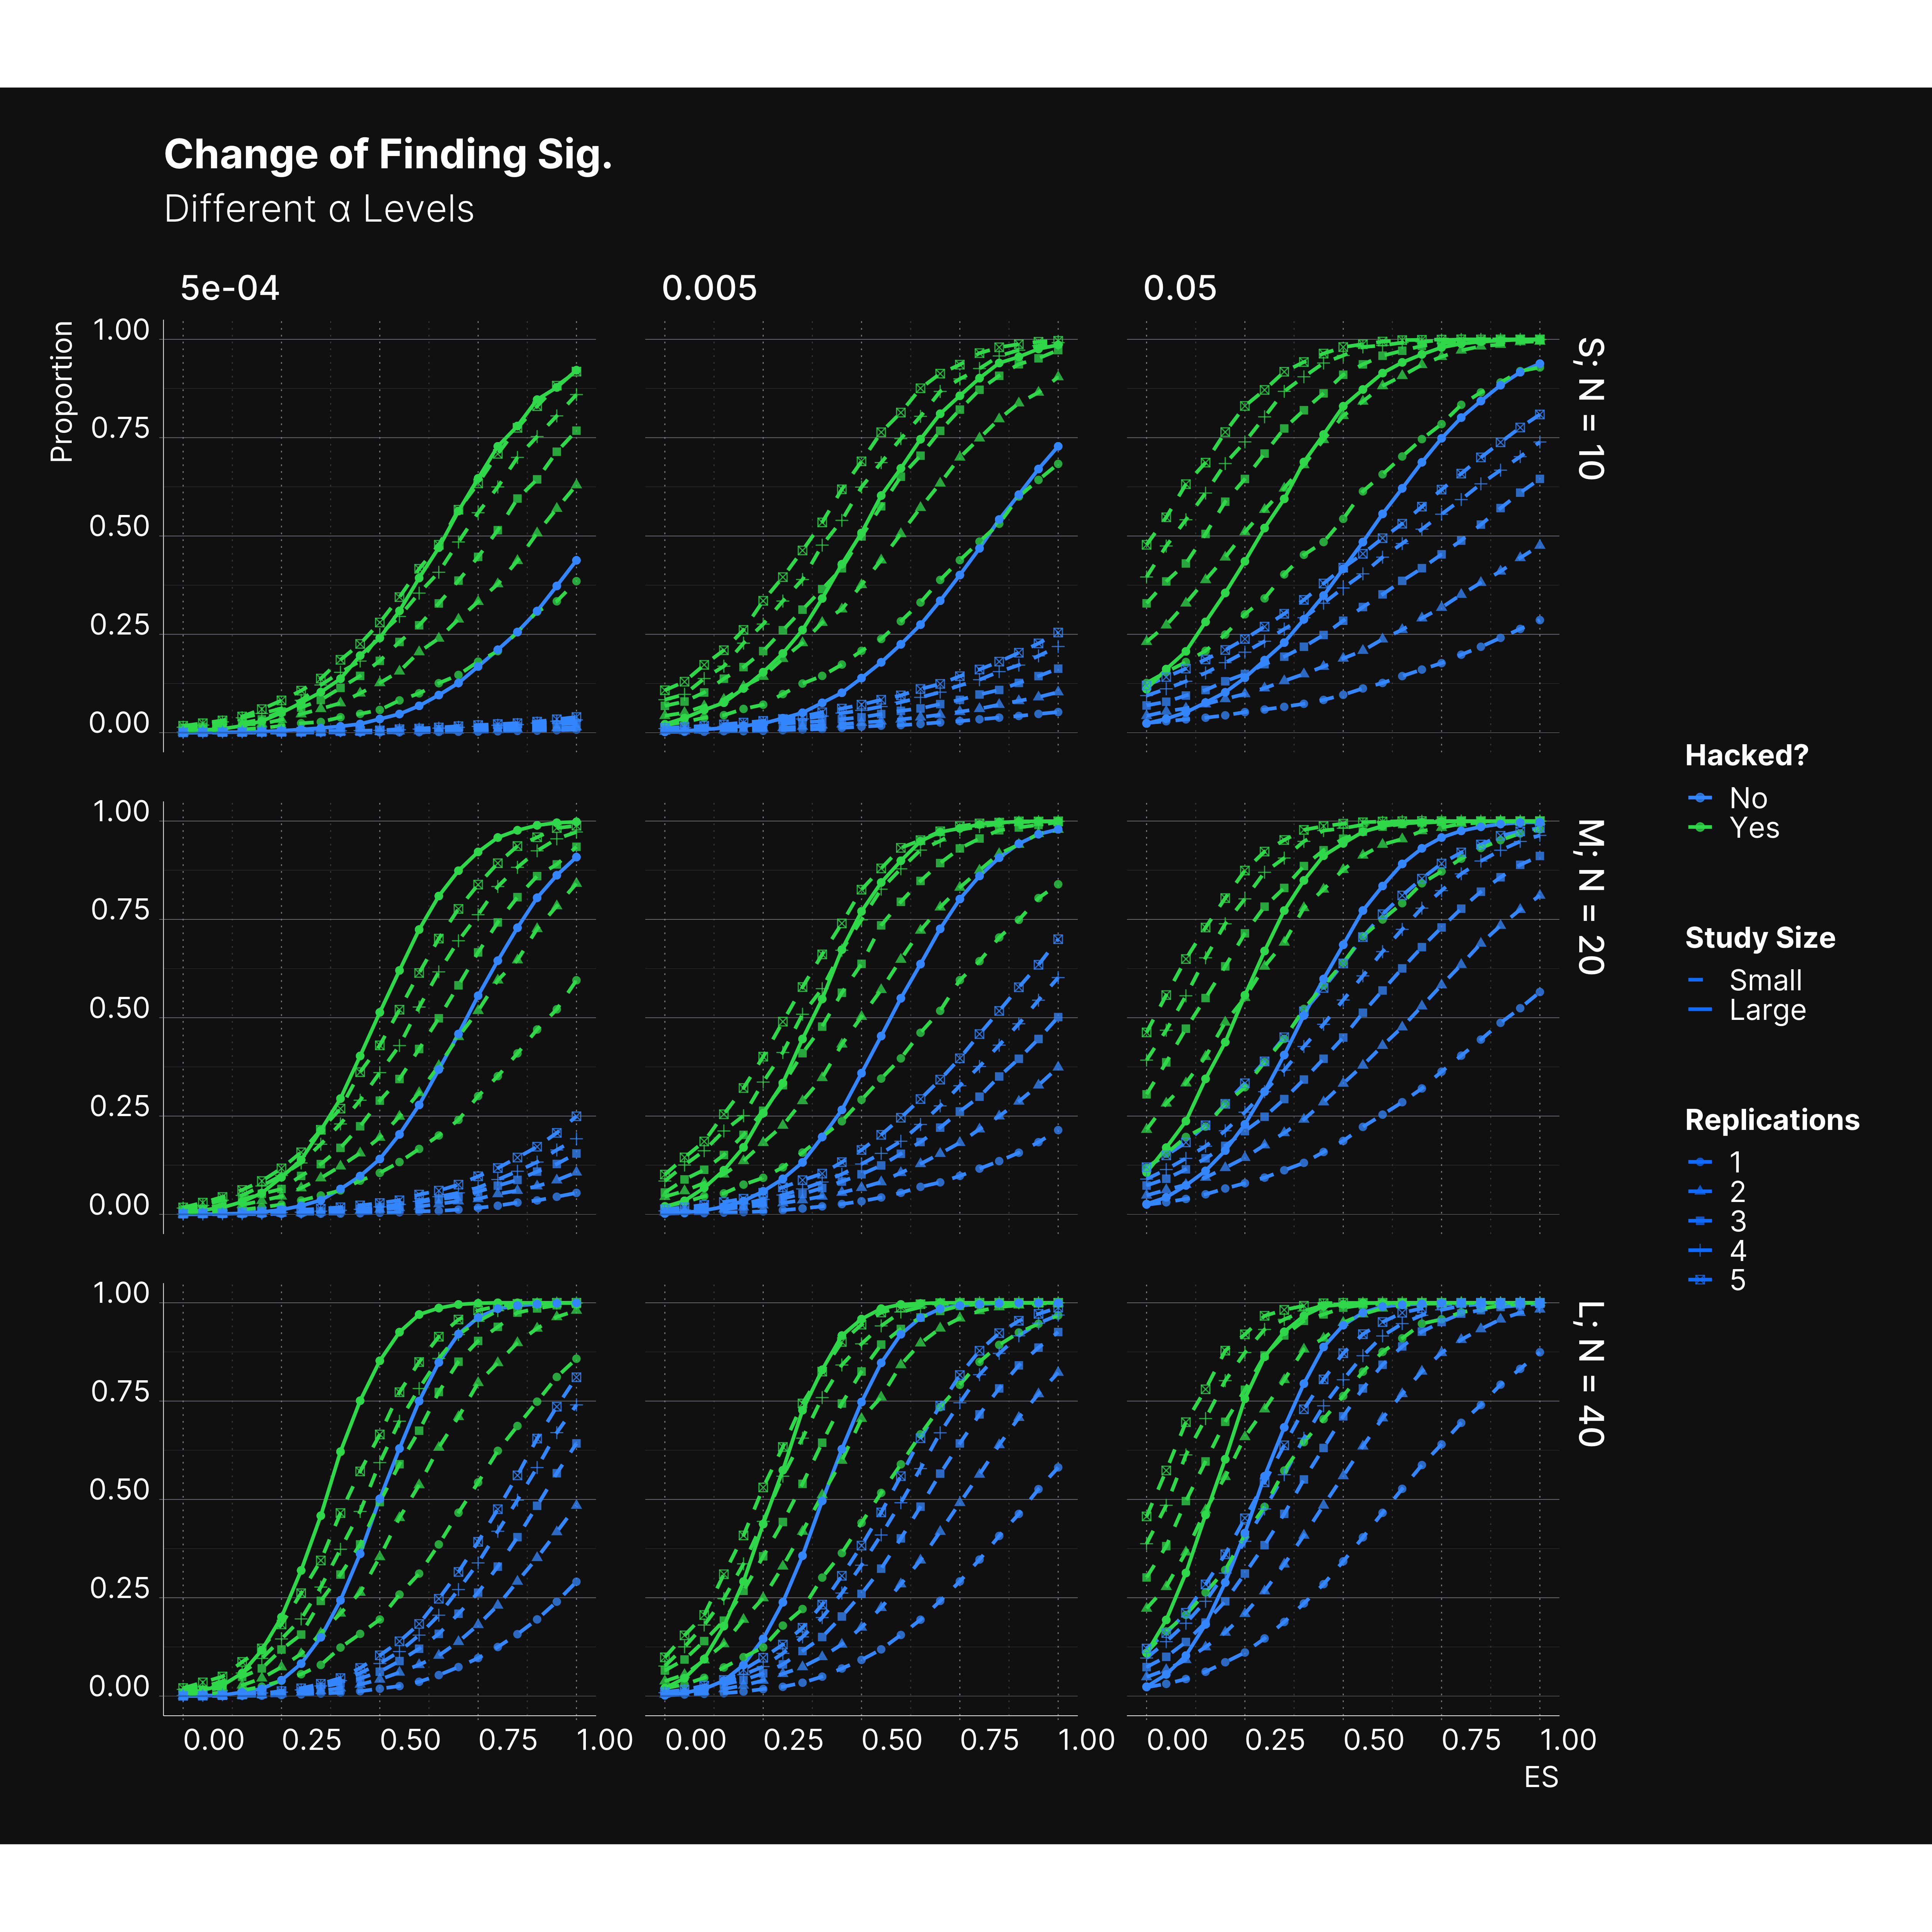 Change of Finding Sig.
Different α Levels
5e-04
0.005
0.05
Proportion
1.00
0.75
0.50
0.25
0.00
S; N = 10
1.00
0.75
0.50
0.25
0.00
M; N = 20
1.00
0.75
0.50
0.25
0.00
L; N = 40
0.00 0.25 0.50 0.75 1.00
0.00 0.25 0.50 0.75 1.00
0.00 0.25 0.50 0.75 1.00
ES
Hacked?
No
Yes
Study Size
Small
Large
Replications
1
2
3
4
5